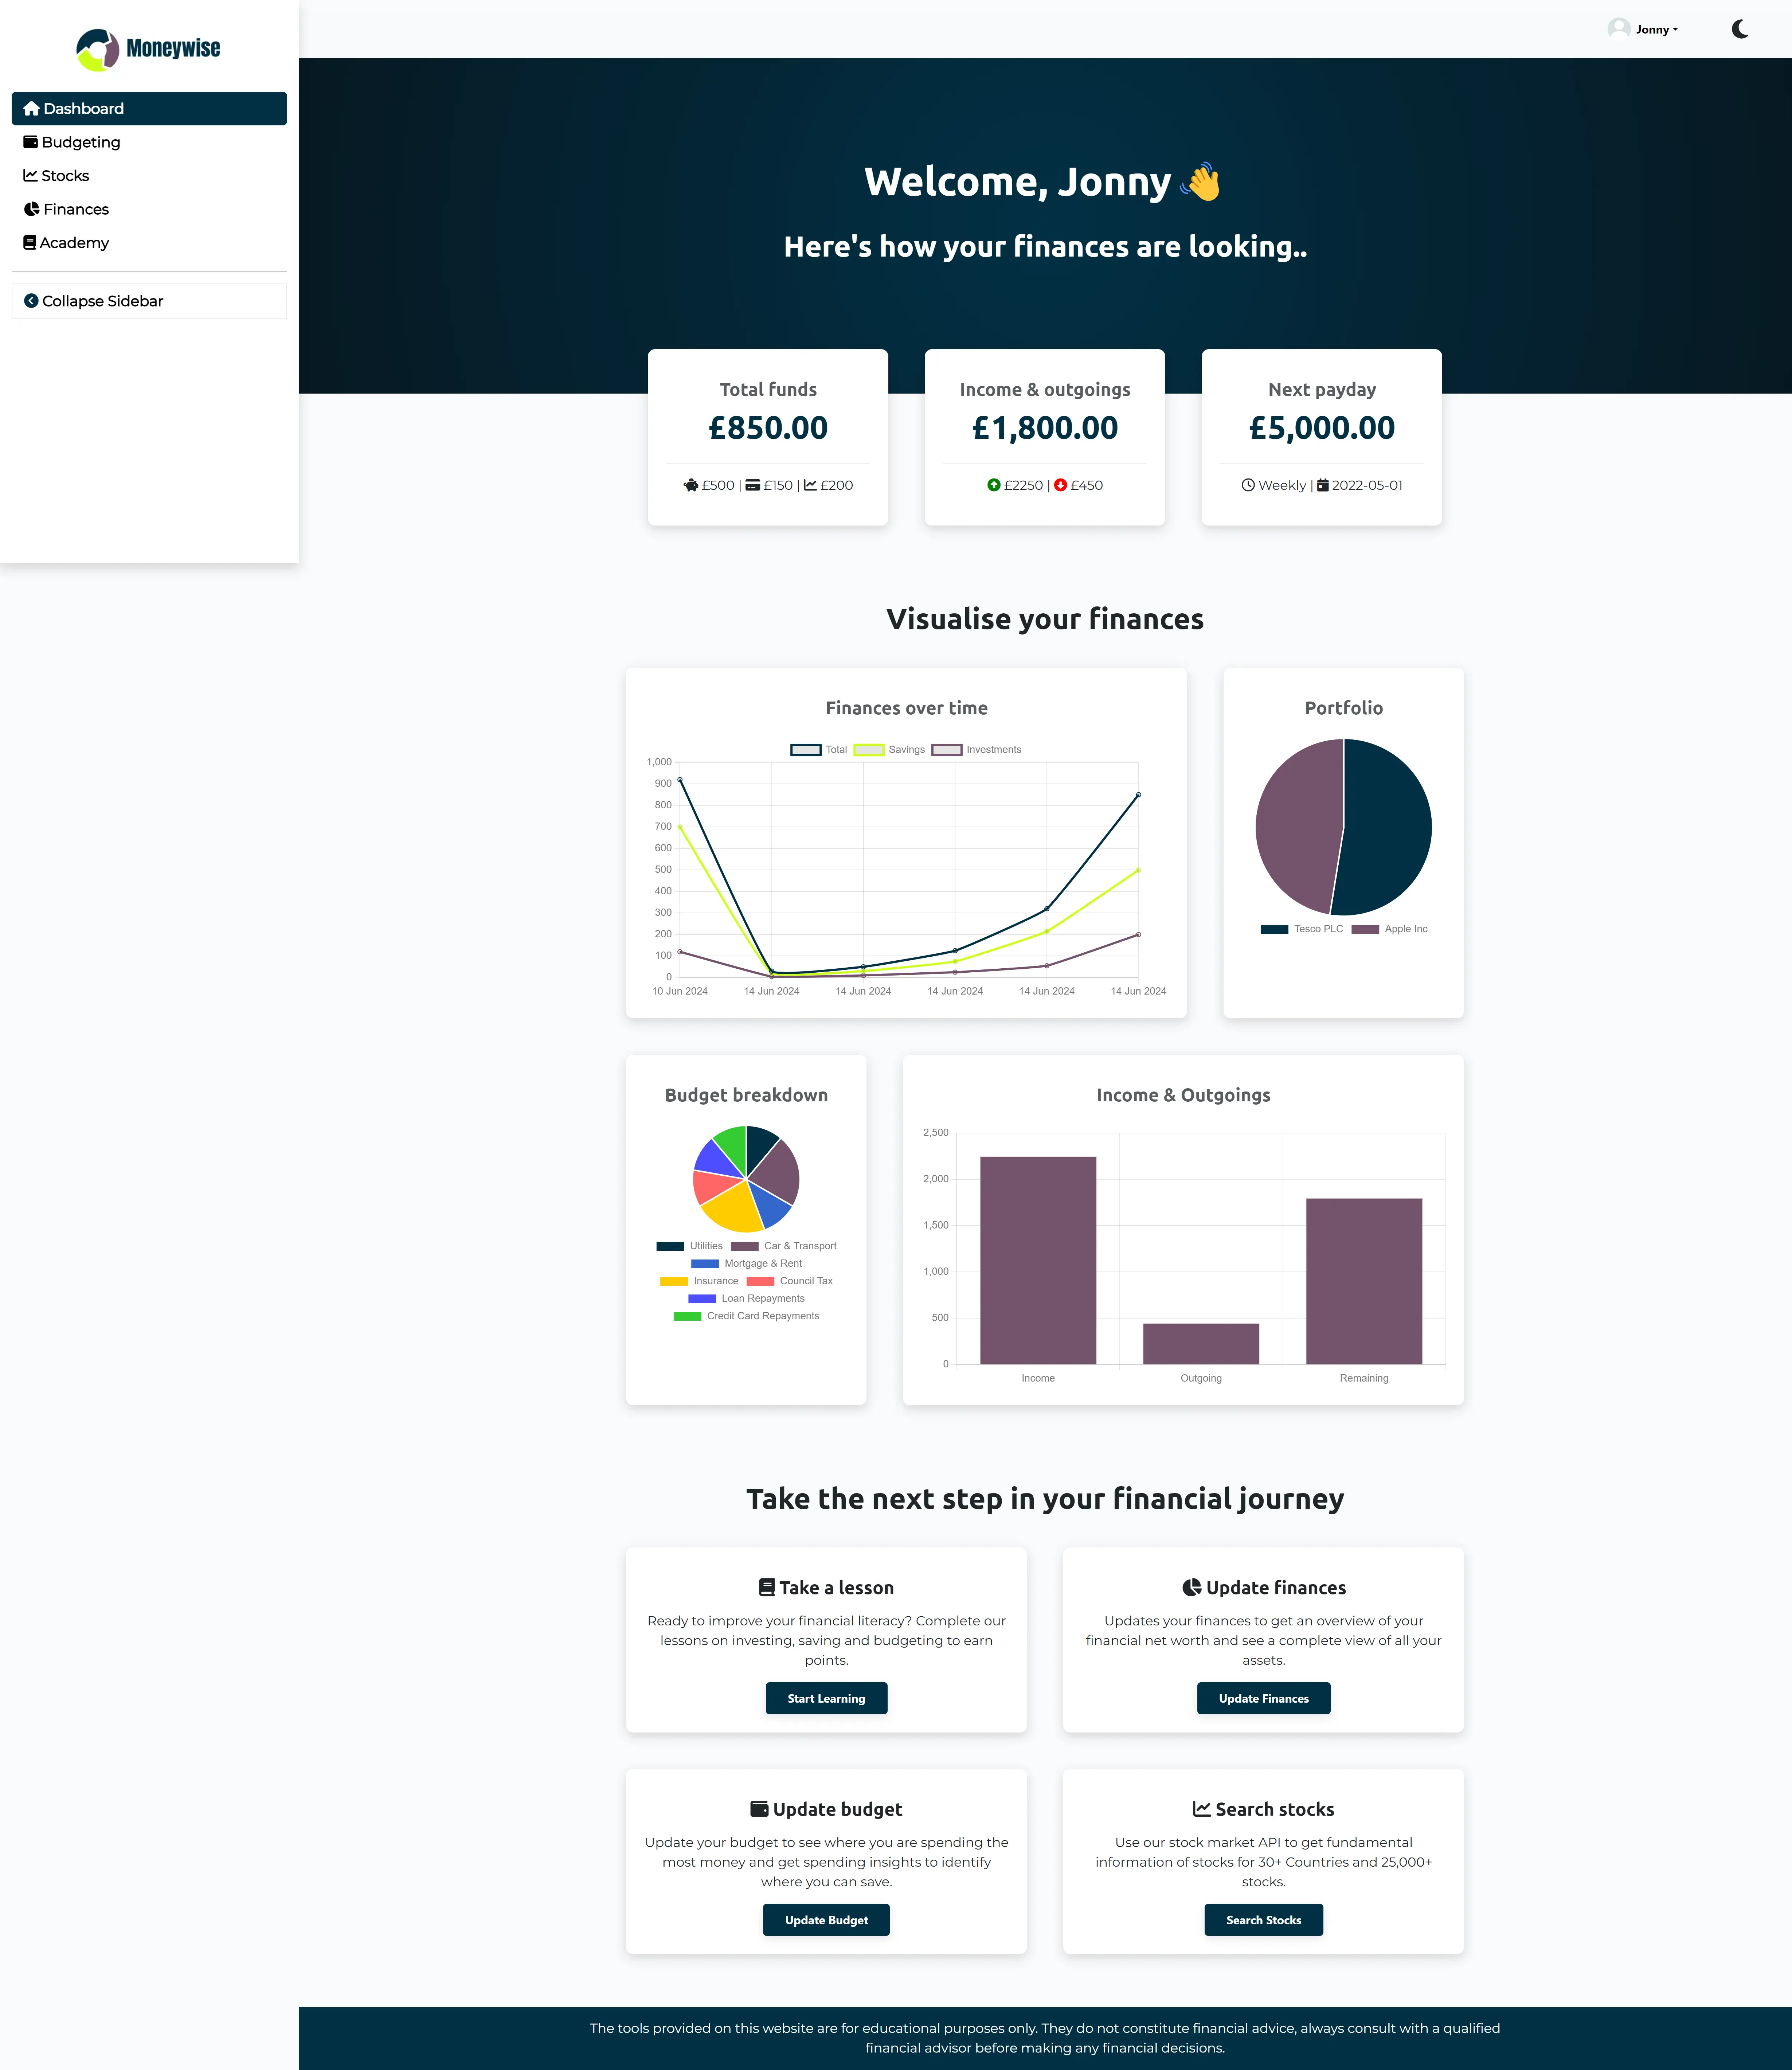 Moneywise
Jonny
Dashboard
Budgeting
Stocks
Finances
Academy
Collapse Sidebar
Welcome, Jonny 👋
Here's how your finances are looking..
Total funds
£850.00
£500 | £150 | £200
Income & outgoings
£1,800.00
£2250 | £450
Next payday
£5,000.00
Weekly | 2022-05-01
Visualise your finances
Finances over time
Total Savings Investments
1,000
900
800
700
600
500
400
300
200
100
0
10 Jun 2024 14 Jun 2024 14 Jun 2024 14 Jun 2024 14 Jun 2024 14 Jun 2024
Portfolio
Tesco PLC Apple Inc
Budget breakdown
Utilities Car & Transport
Mortgage & Rent
Insurance Council Tax
Loan Repayments
Credit Card Repayments
Income & Outgoings
2,500
2,000
1,500
1,000
500
0
Income Outgoing Remaining
Take the next step in your financial journey
Take a lesson
Ready to improve your financial literacy? Complete our
lessons on investing, saving and budgeting to earn
points.
Start Learning
Update finances
Updates your finances to get an overview of your
financial net worth and see a complete view of all your
assets.
Update Finances
Update budget
Update your budget to see where you are spending the
most money and get spending insights to identify
where you can save.
Update Budget
Search stocks
Use our stock market API to get fundamental
information of stocks for 30+ Countries and 25,000+
stocks.
Search Stocks
The tools provided on this website are for educational purposes only. They do not constitute financial advice, always consult with a qualified
financial advisor before making any financial decisions.